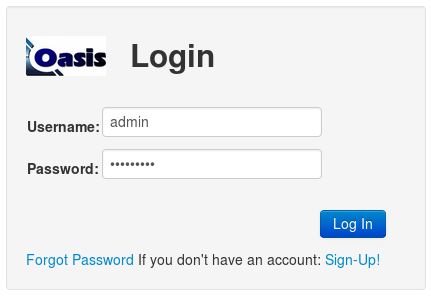 Oasis Login
Username: admin
Password: •••••••••
Log In
Forgot Password If you don't have an account: Sign-Up!